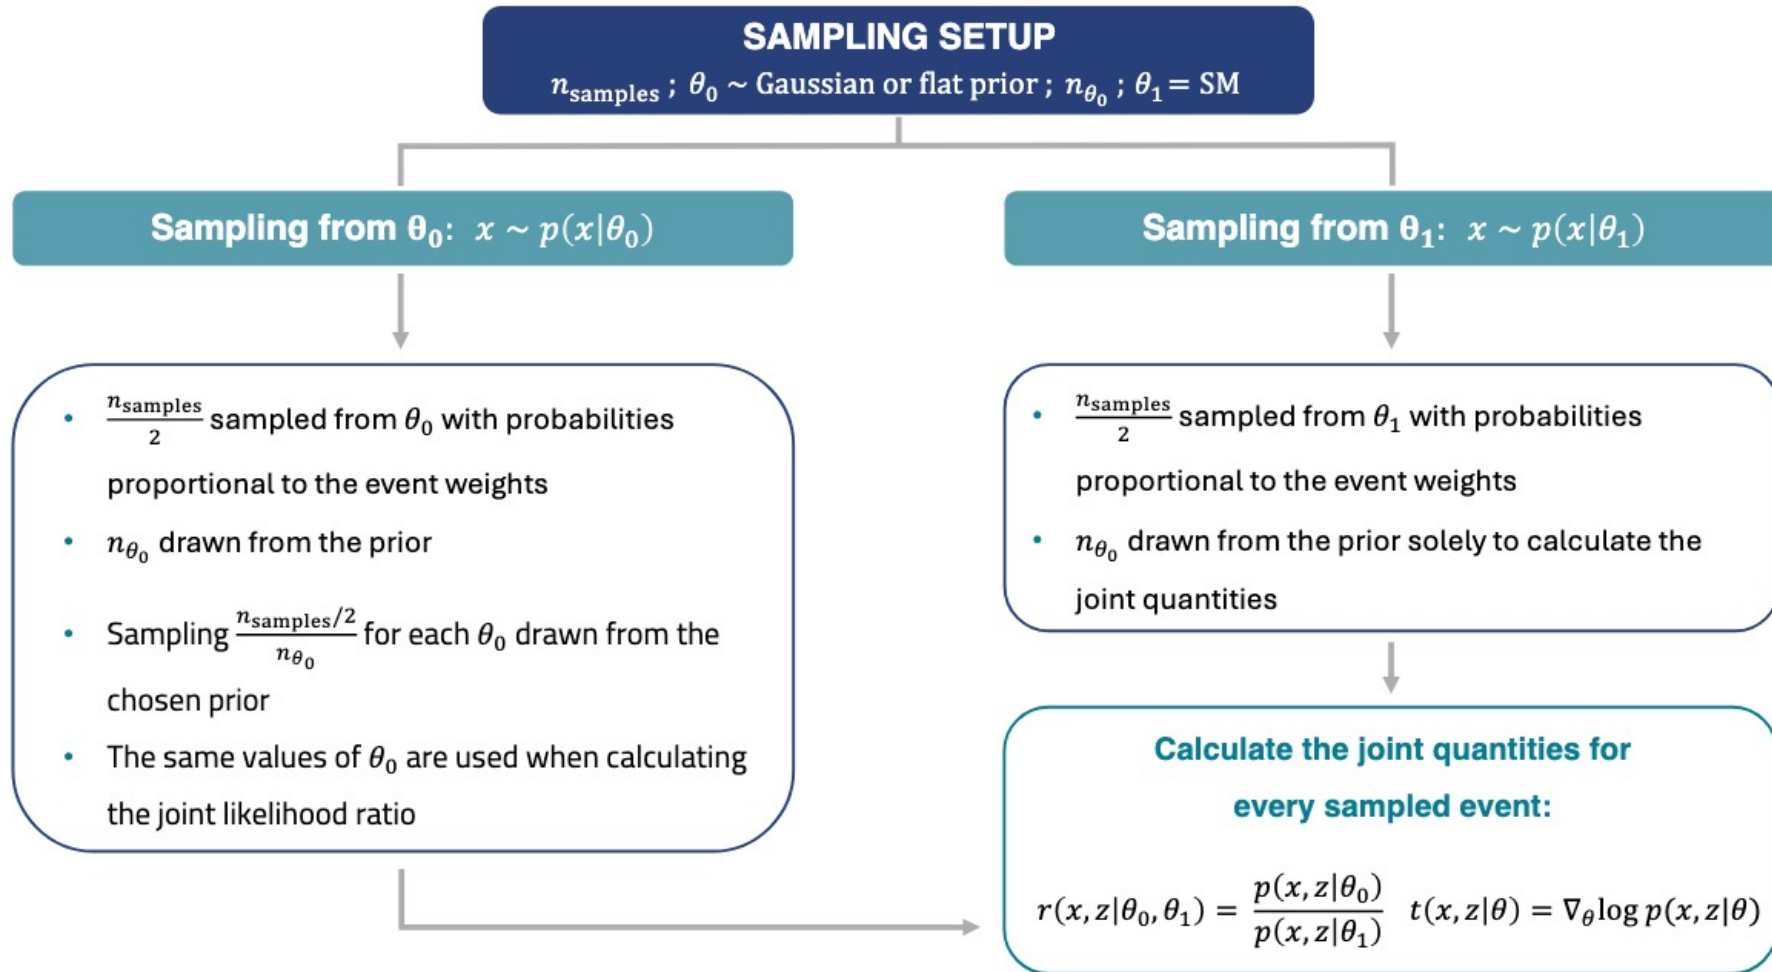 SAMPLING SETUP
n_samples ; θ_0 ~ Gaussian or flat prior ; n_θ_0 ; θ_1 = SM
Sampling from θ_0: x ~ p(x|θ_0)
• n_samples/2 sampled from θ_0 with probabilities
proportional to the event weights
• n_θ_0 drawn from the prior
• Sampling (n_samples/2)/n_θ_0 for each θ_0 drawn from the
chosen prior
• The same values of θ_0 are used when calculating
the joint likelihood ratio
Sampling from θ_1: x ~ p(x|θ_1)
• n_samples/2 sampled from θ_1 with probabilities
proportional to the event weights
• n_θ_0 drawn from the prior solely to calculate the
joint quantities
Calculate the joint quantities for
every sampled event:
r(x, z|θ_0, θ_1) = p(x, z|θ_0)/p(x, z|θ_1) t(x, z|θ) = ∇_θ log p(x, z|θ)